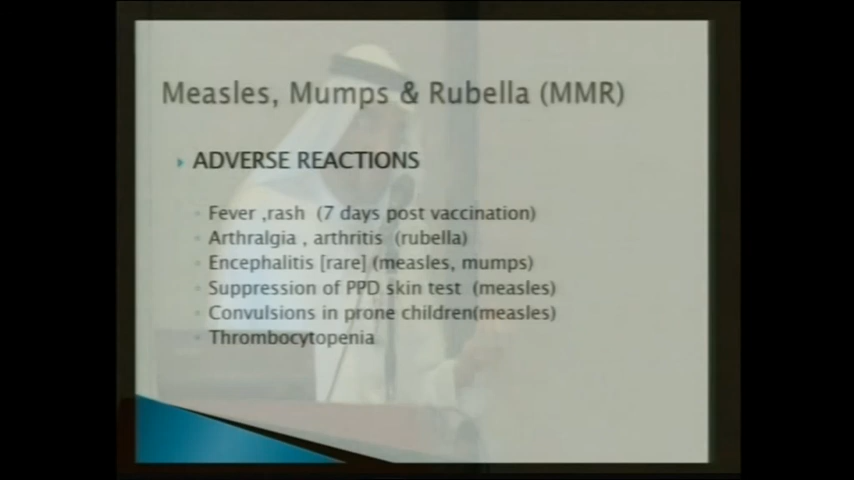 Measles, Mumps & Rubella (MMR)
ADVERSE REACTIONS
Fever ,rash (7 days post vaccination)
Arthralgia , arthritis (rubella)
Encephalitis [rare] (measles, mumps)
Suppression of PPD skin test (measles)
Convulsions in prone children(measles)
Thrombocytopenia